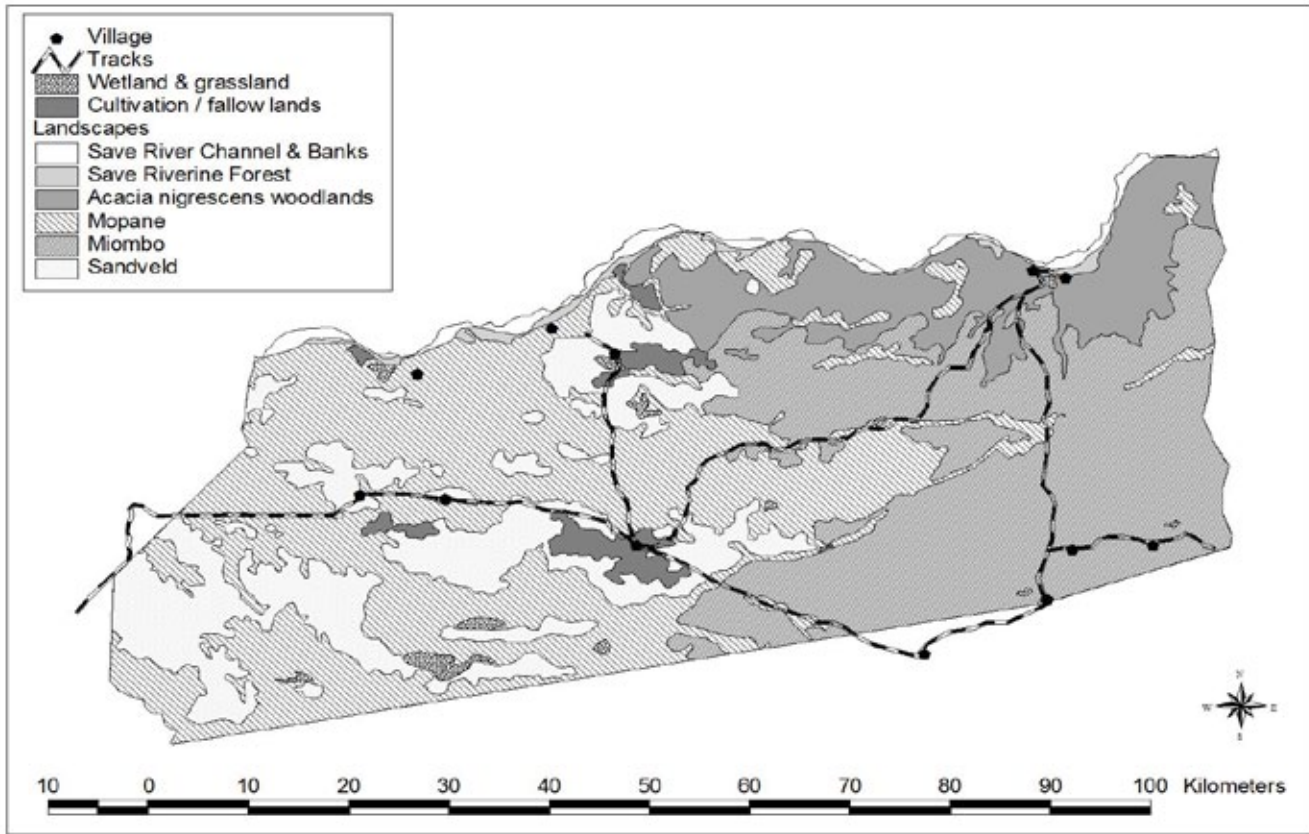 Village
Tracks
Wetland & grassland
Cultivation / fallow lands
Landscapes
Save River Channel & Banks
Save Riverine Forest
Acacia nigrescens woodlands
Mopane
Miombo
Sandveld
N
W E
S
10 0 10 20 30 40 50 60 70 80 90 100 Kilometers